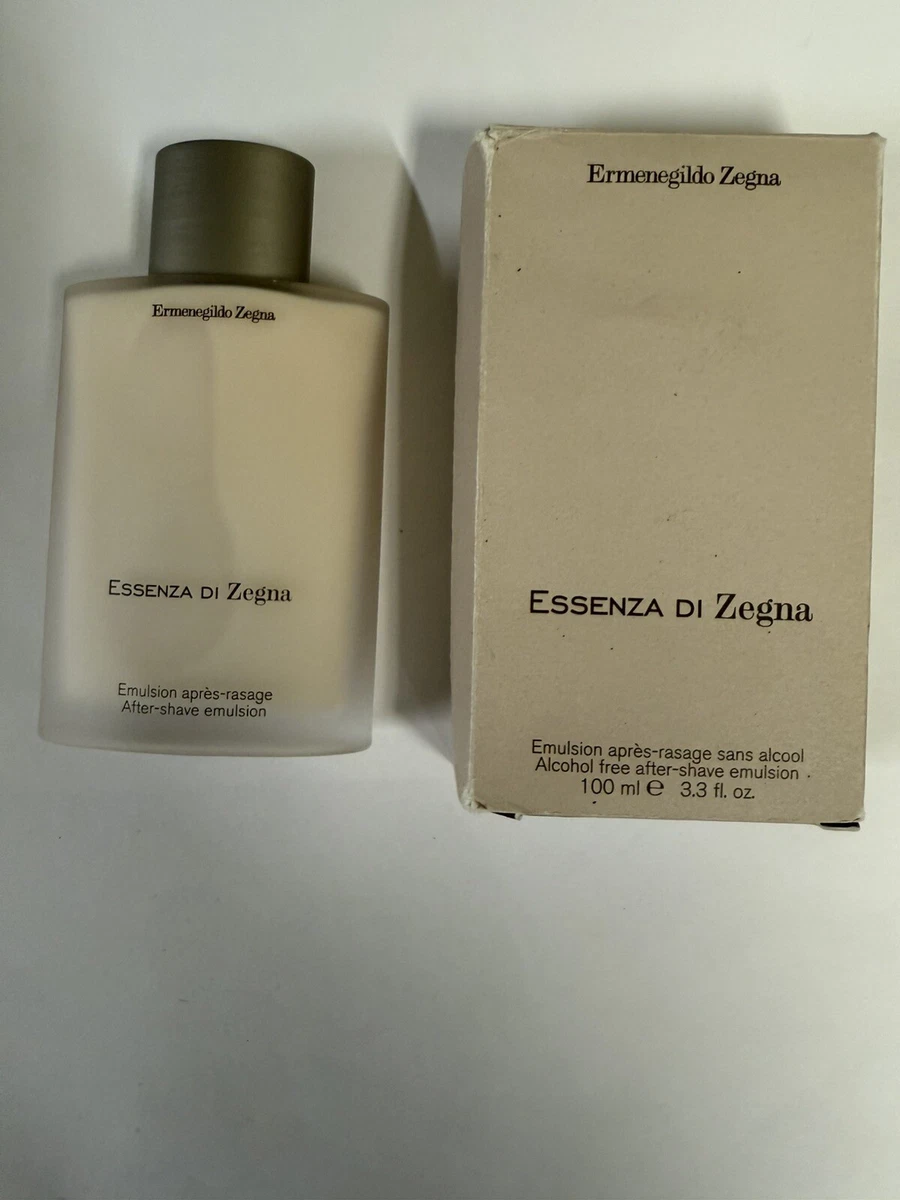 Ermenegildo Zegna
ESSENZA DI Zegna
Emulsion après-rasage
After-shave emulsion
Ermenegildo Zegna
ESSENZA DI Zegna
Emulsion après-rasage sans alcool
Alcohol free after-shave emulsion
100 ml ℮ 3.3 fl. oz.